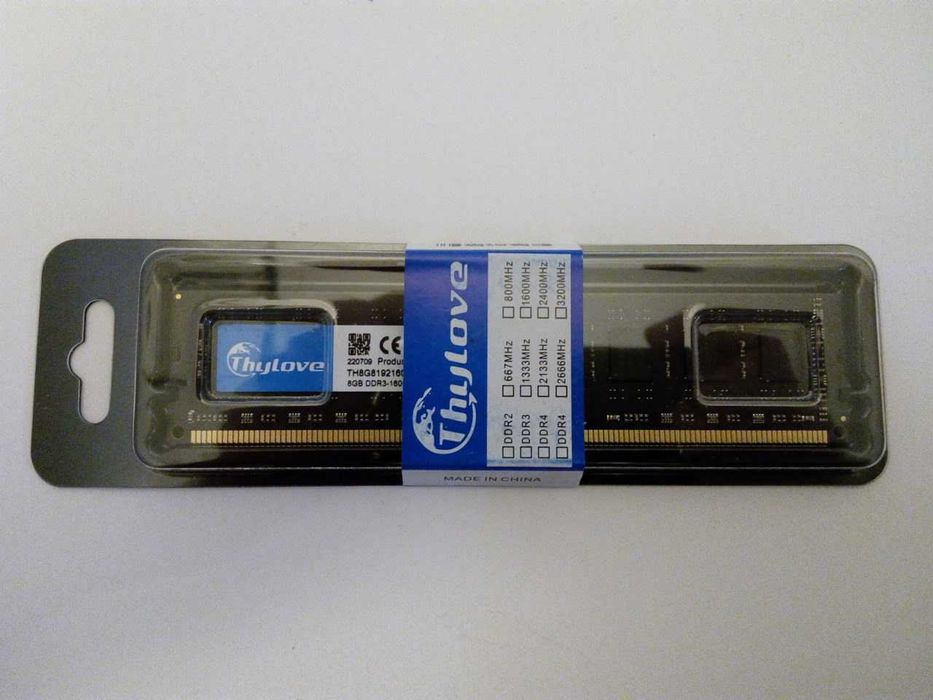 Thylove
220709 Produc
TH8G8192160
8GB DDR3-160
Thylove
DDR2 667MHz 800MHz
DDR3 1333MHz 1600MHz
DDR4 2133MHz 2400MHz
DDR4 2666MHz 3200MHz
MADE IN CHINA